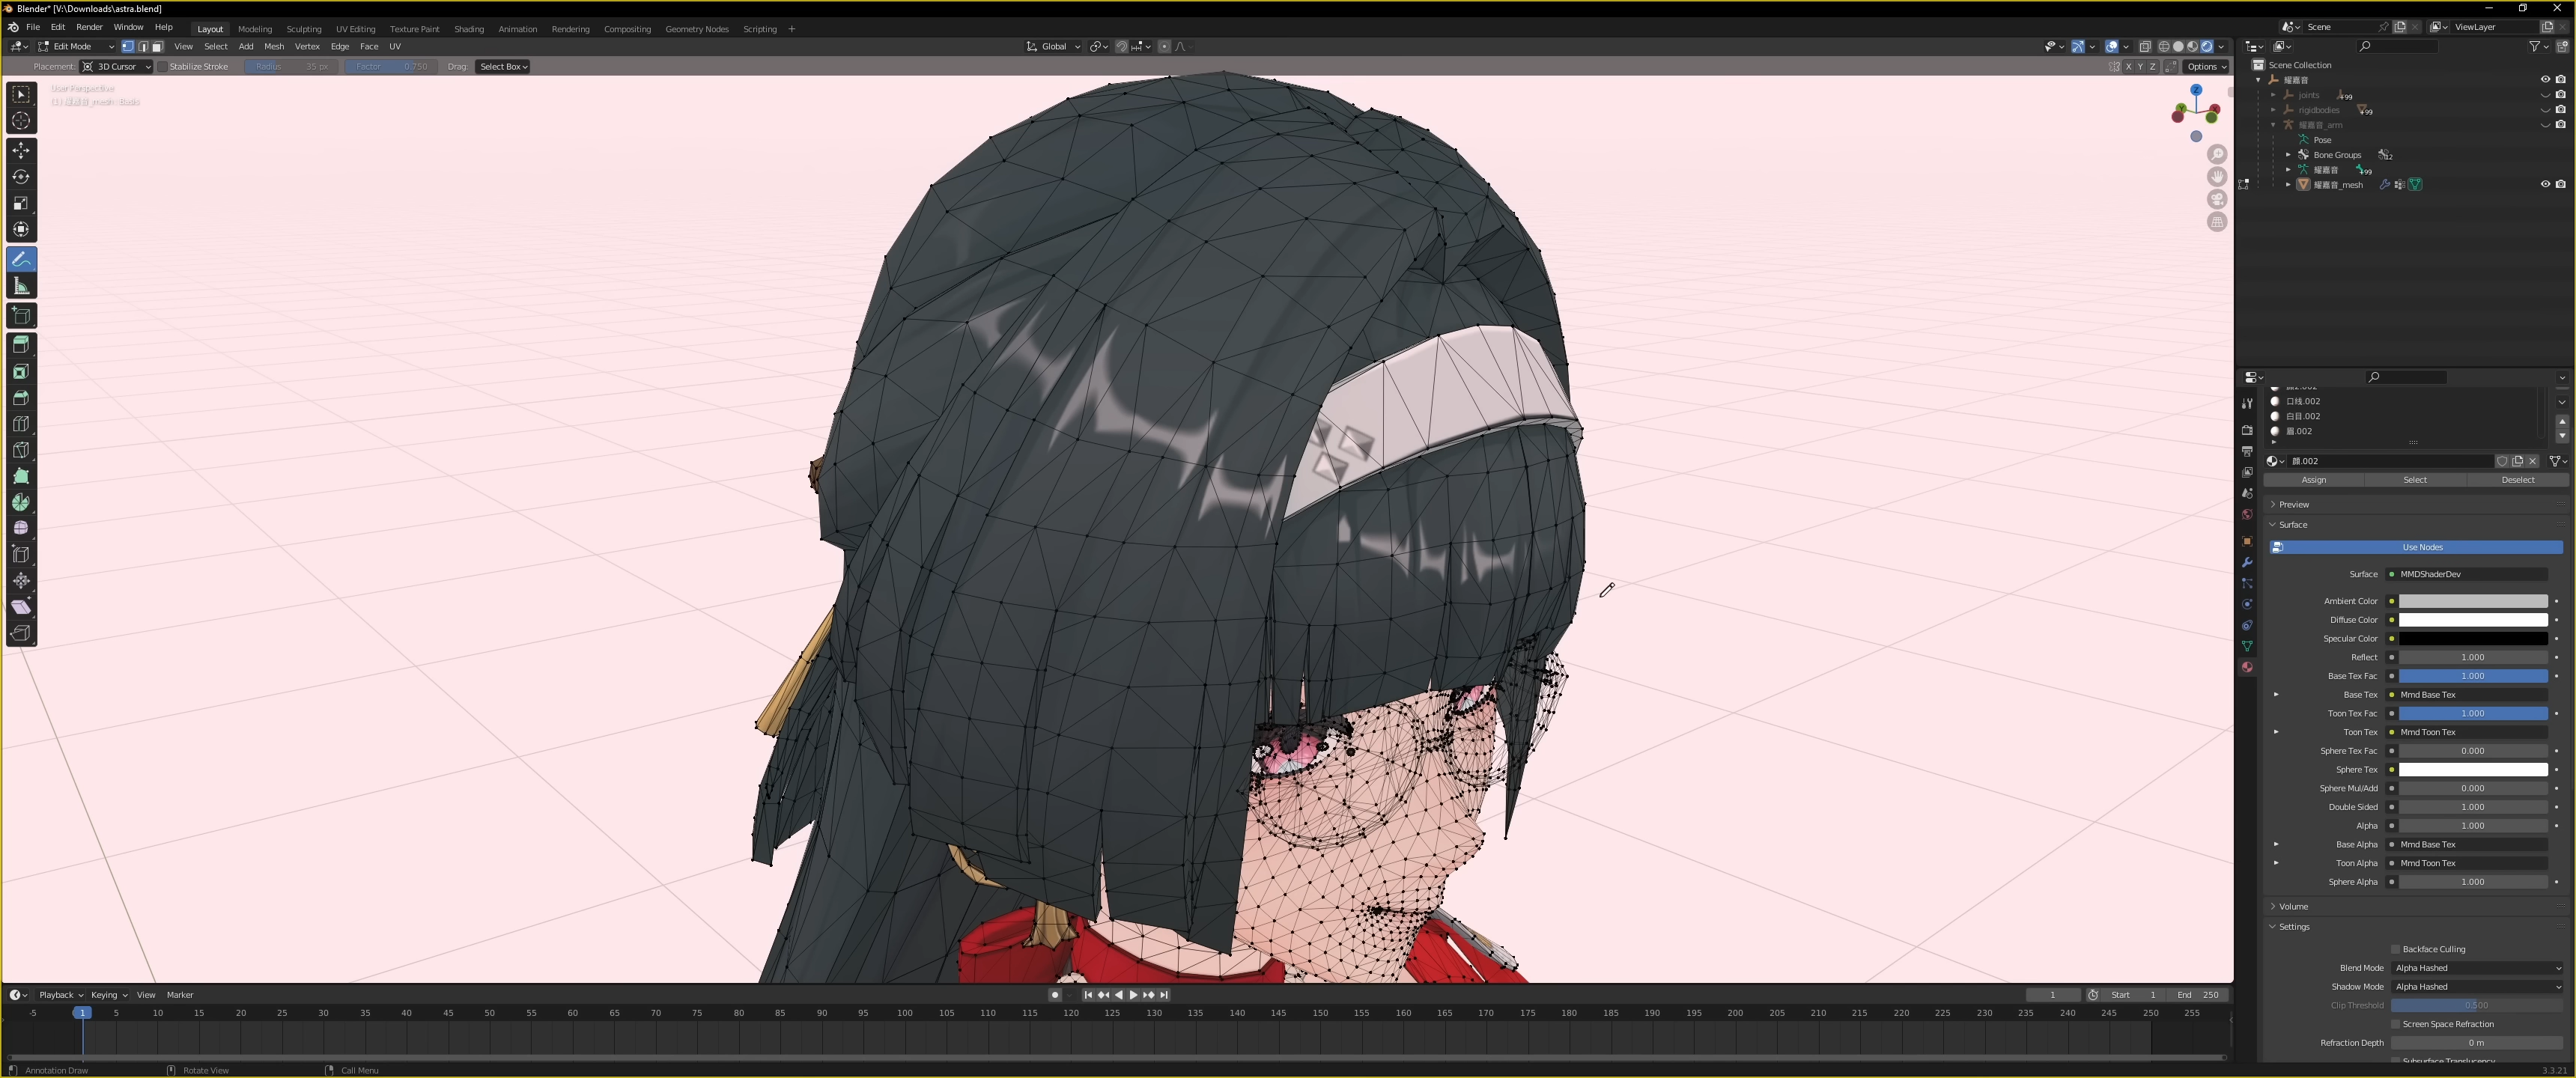 Blender* [V:\Downloads\astra.blend]
File Edit Render Window Help
Layout Modeling Sculpting UV Editing Texture Paint Shading Animation Rendering Compositing Geometry Nodes Scripting +
Scene ViewLayer
Edit Mode View Select Add Mesh Vertex Edge Face UV
Global
Placement: 3D Cursor Stabilize Stroke Radius 35 px Factor 0.750 Drag: Select Box
X Y Z Options
User Perspective
(1) 耀嘉音_mesh : Basis
Scene Collection
耀嘉音
joints +99
rigidbodies +99
耀嘉音_arm
Pose
Bone Groups 12
耀嘉音 +99
耀嘉音_mesh
口线.002
白目.002
眉.002
颜.002
Assign Select Deselect
Preview
Surface
Use Nodes
Surface MMDShaderDev
Ambient Color
Diffuse Color
Specular Color
Reflect 1.000
Base Tex Fac 1.000
Base Tex Mmd Base Tex
Toon Tex Fac 1.000
Toon Tex Mmd Toon Tex
Sphere Tex Fac 0.000
Sphere Tex
Sphere Mul/Add 0.000
Double Sided 1.000
Alpha 1.000
Base Alpha Mmd Base Tex
Toon Alpha Mmd Toon Tex
Sphere Alpha 1.000
Volume
Settings
Backface Culling
Blend Mode Alpha Hashed
Shadow Mode Alpha Hashed
Clip Threshold 0.500
Screen Space Refraction
Refraction Depth 0 m
Subsurface Translucency
Playback Keying View Marker
1 Start 1 End 250
-5 1 5 10 15 20 25 30 35 40 45 50 55 60 65 70 75 80 85 90 95 100 105 110 115 120 125 130 135 140 145 150 155 160 165 170 175 180 185 190 195 200 205 210 215 220 225 230 235 240 245 250 255
Annotation Draw Rotate View Call Menu
3.3.21